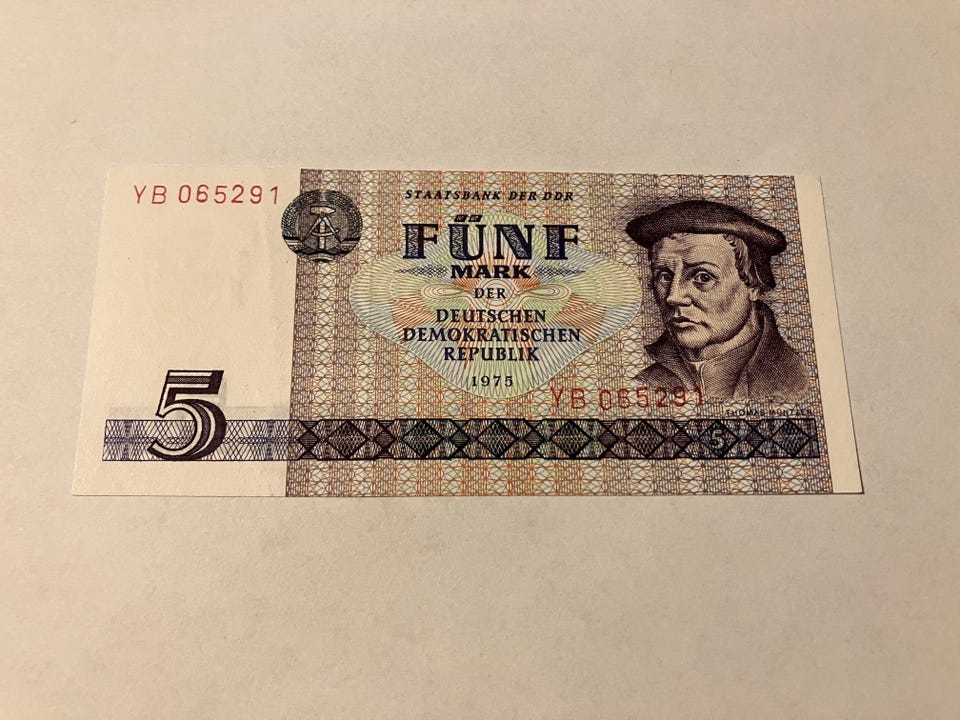 YB 065291
STAATSBANK DER DDR
FÜNF
MARK
DER
DEUTSCHEN
DEMOKRATISCHEN
REPUBLIK
1975
YB 065291
THOMAS MÜNTZER
5
5